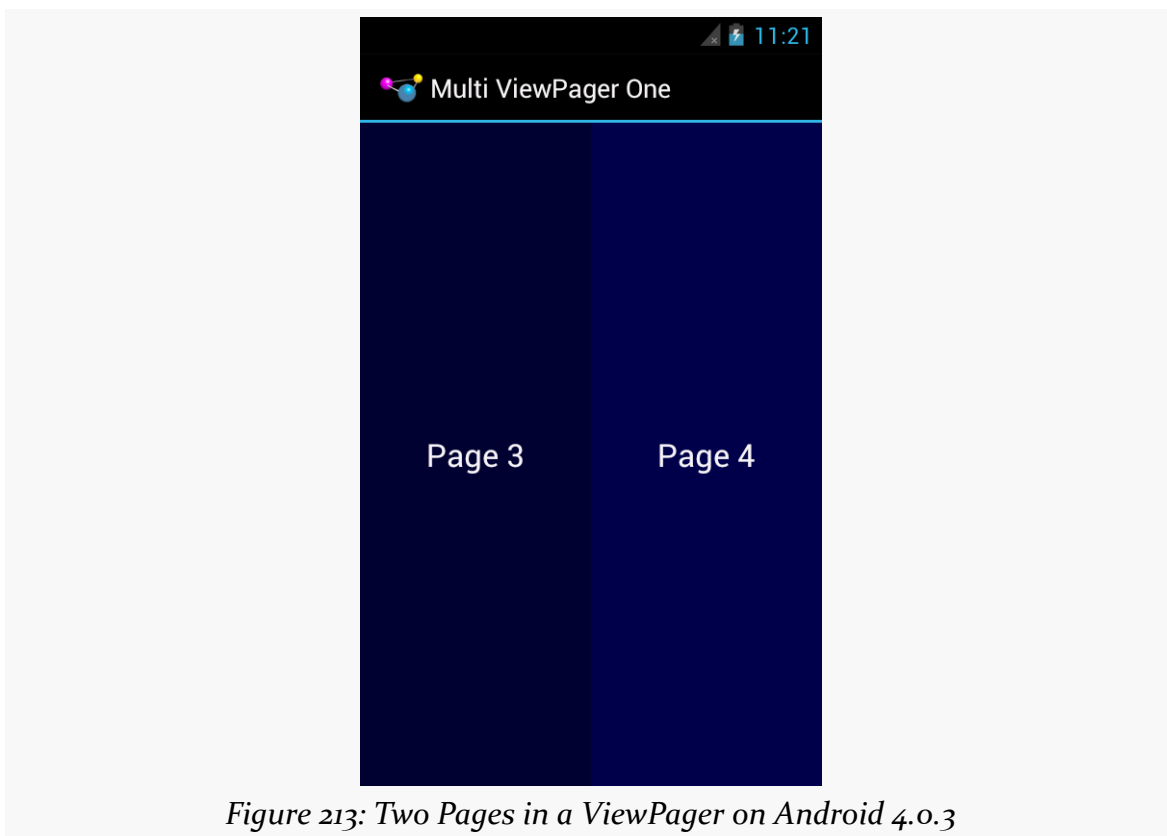 11:21
Multi ViewPager One
Page 3 Page 4
Figure 213: Two Pages in a ViewPager on Android 4.0.3